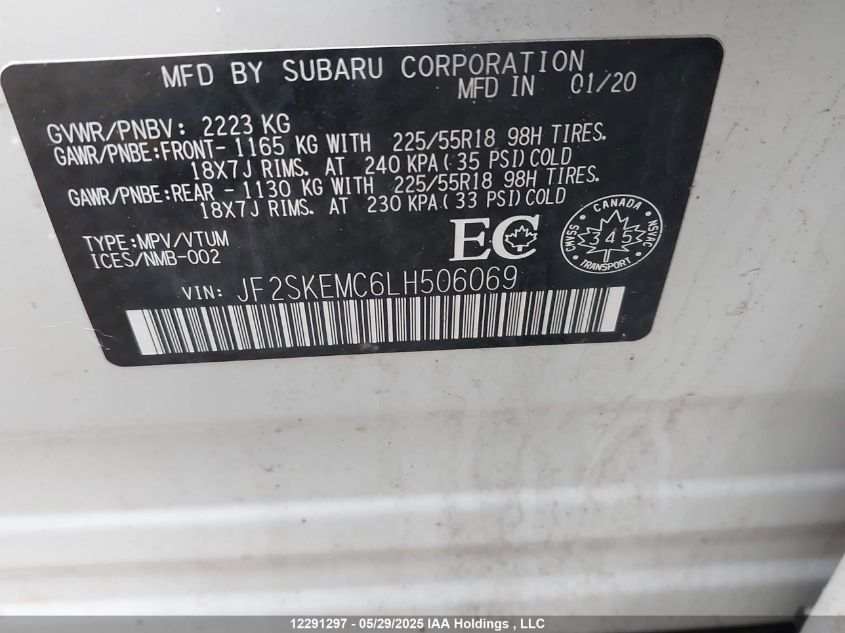 MFD BY SUBARU CORPORATION
MFD IN 01/20
GVWR/PNBV: 2223 KG
GAWR/PNBE:FRONT- 1165 KG WITH 225/55R18 98H TIRES.
18X7J RIMS. AT 240 KPA( 35 PSI)COLD
GAWR/PNBE:REAR - 1130 KG WITH 225/55R18 98H TIRES.
18X7J RIMS. AT 230 KPA( 33 PSI)COLD
TYPE:MPV/VTUM
ICES/NMB-002
EC
CANADA
CMVSS 345 NSVAC
TRANSPORT
VIN: JF2SKEMC6LH506069
12291297 - 05/29/2025 IAA Holdings , LLC